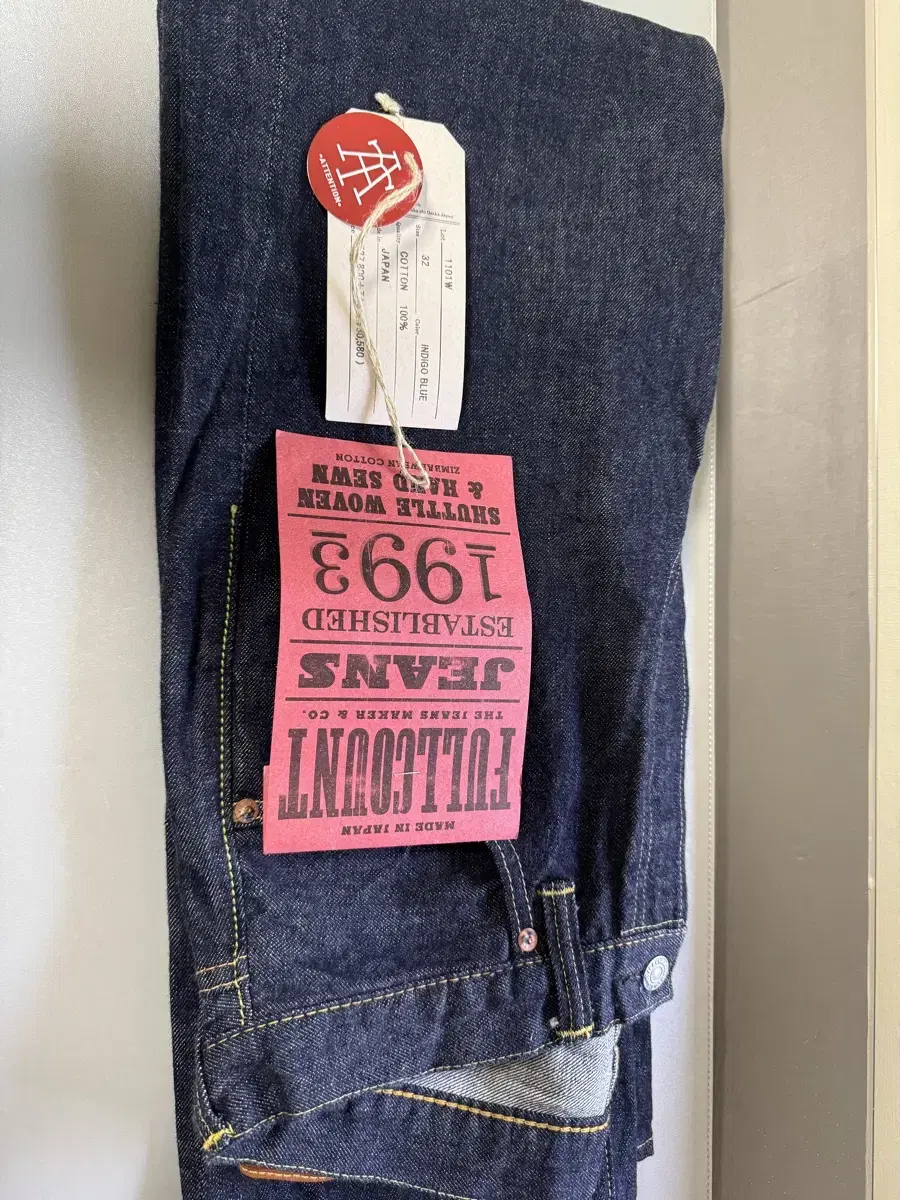 MADE IN JAPAN
FULLCOUNT
THE JEANS MAKER & CO.
JEANS
ESTABLISHED
1993
SHUTTLE WOVEN
& HAND SEWN
ZIMBABWEAN COTTON
•ATTENTION•
Lot 1101W
Size 32 Color INDIGO BLUE
Quality COTTON 100%
JAPAN